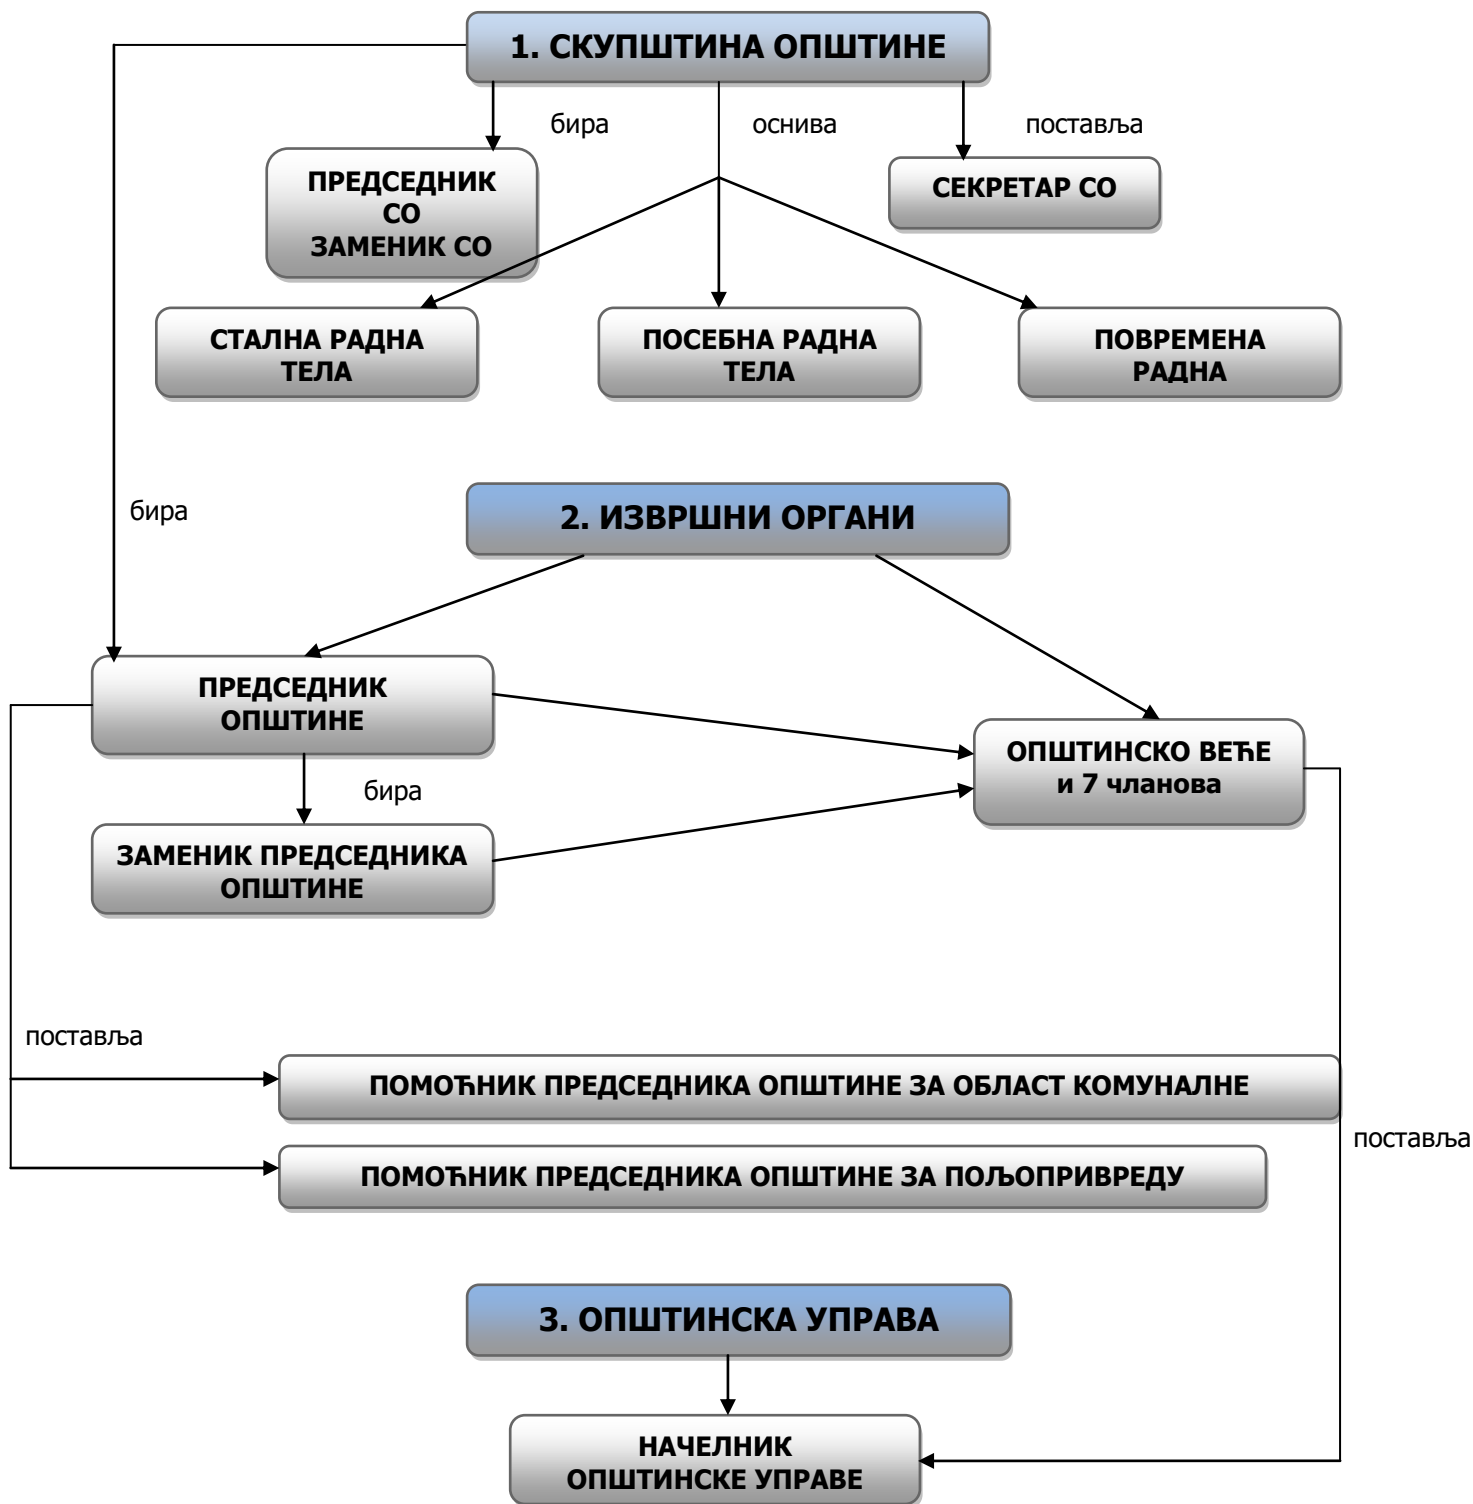 1. СКУПШТИНА ОПШТИНЕ
бира
оснива
поставља
ПРЕДСЕДНИК
СО
ЗАМЕНИК СО
СЕКРЕТАР СО
СТАЛНА РАДНА
ТЕЛА
ПОСЕБНА РАДНА
ТЕЛА
ПОВРЕМЕНА
РАДНА
бира
2. ИЗВРШНИ ОРГАНИ
ПРЕДСЕДНИК
ОПШТИНЕ
ОПШТИНСКО ВЕЋЕ
и 7 чланова
бира
ЗАМЕНИК ПРЕДСЕДНИКА
ОПШТИНЕ
поставља
ПОМОЋНИК ПРЕДСЕДНИКА ОПШТИНЕ ЗА ОБЛАСТ КОМУНАЛНЕ
поставља
ПОМОЋНИК ПРЕДСЕДНИКА ОПШТИНЕ ЗА ПОЉОПРИВРЕДУ
3. ОПШТИНСКА УПРАВА
НАЧЕЛНИК
ОПШТИНСКЕ УПРАВЕ